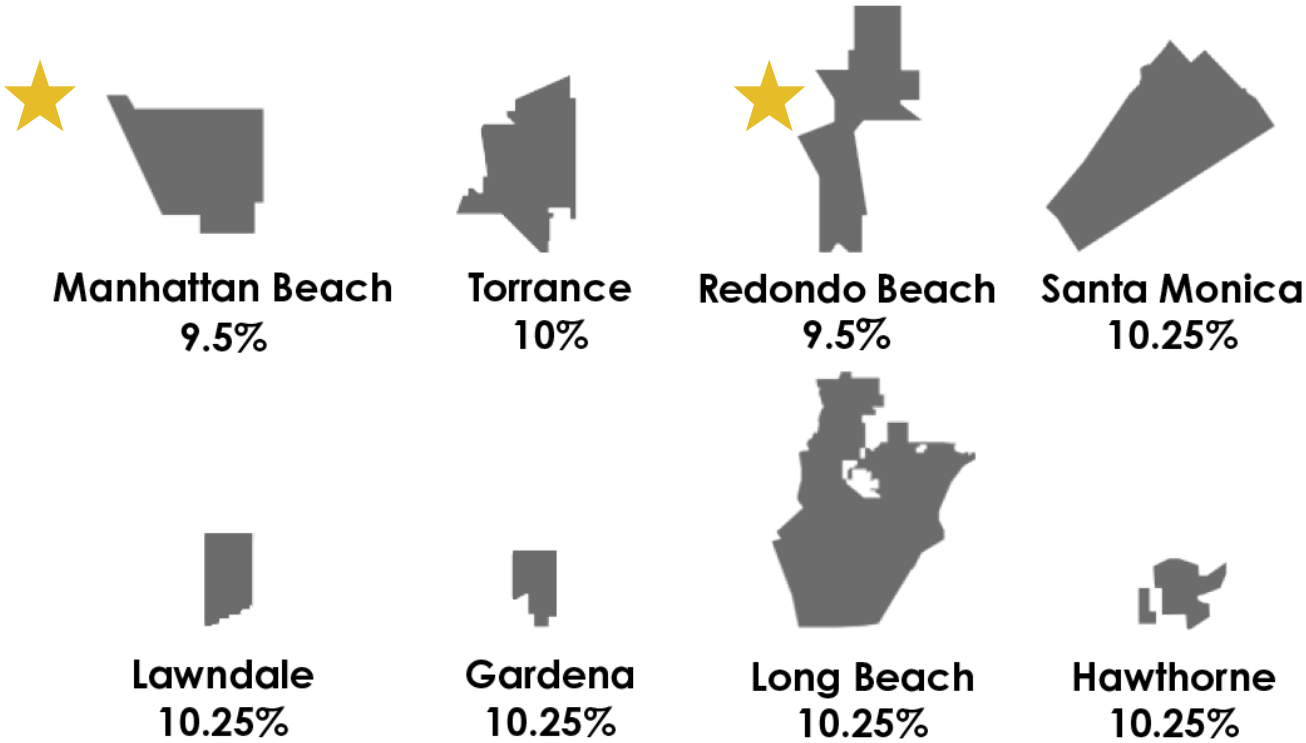 Manhattan Beach
9.5%
Torrance
10%
Redondo Beach
9.5%
Santa Monica
10.25%
Lawndale
10.25%
Gardena
10.25%
Long Beach
10.25%
Hawthorne
10.25%